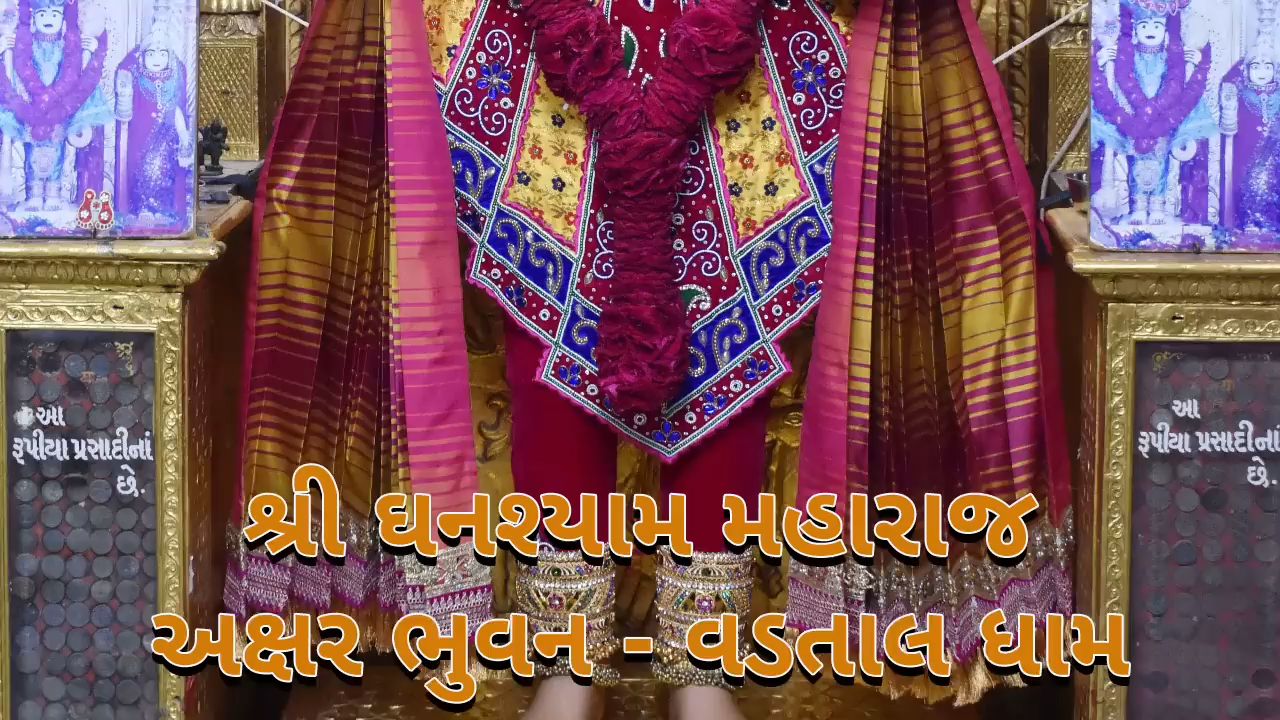 આ
રૂપીયા પ્રસાદીનાં
છે.
આ
રૂપીયા પ્રસાદીનાં
છે.
શ્રી ઘનશ્યામ મહારાજ
અક્ષર ભુવન - વડતાલ ધામ